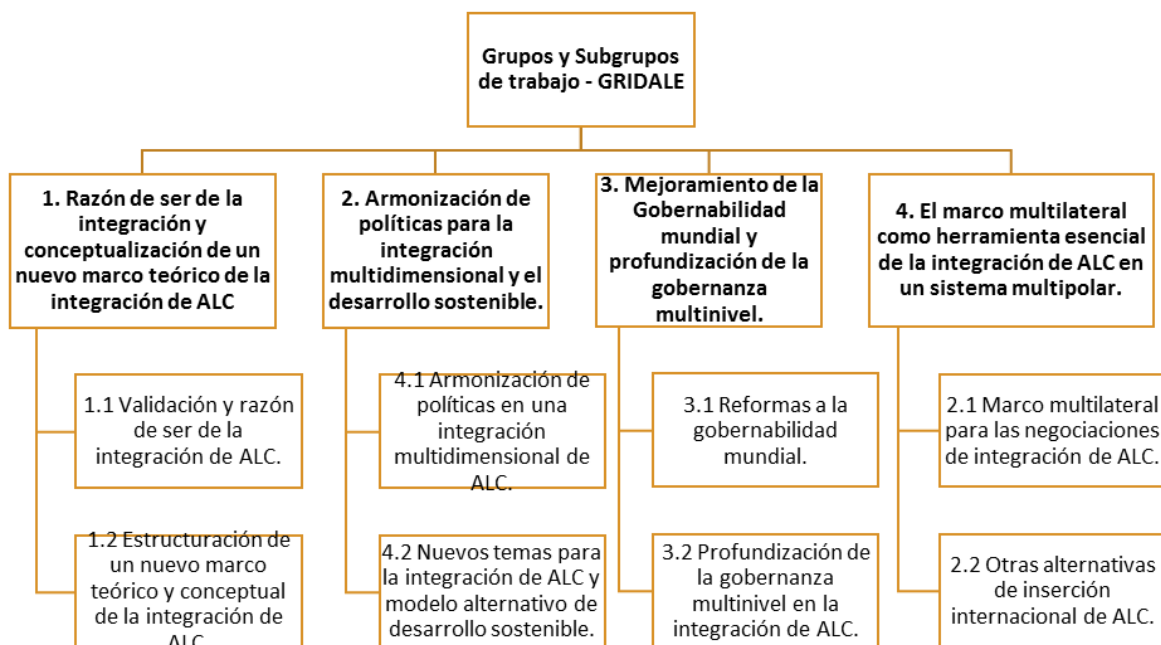 Grupos y Subgrupos
de trabajo - GRIDALE
1. Razón de ser de la
integración y
conceptualización de un
nuevo marco teórico de la
integración de ALC
2. Armonización de
políticas para la
integración
multidimensional y el
desarrollo sostenible.
3. Mejoramiento de la
Gobernabilidad
mundial y
profundización de la
gobernanza
multinivel.
4. El marco multilateral
como herramienta esencial
de la integración de ALC en
un sistema multipolar.
1.1 Validación y razón
de ser de la
integración de ALC.
4.1 Armonización de
políticas en una
integración
multidimensional de
ALC.
3.1 Reformas a la
gobernabilidad
mundial.
2.1 Marco multilateral
para las negociaciones
de integración de ALC.
1.2 Estructuración de
un nuevo marco
teórico y conceptual
de la integración de
ALC
4.2 Nuevos temas para
la integración de ALC y
modelo alternativo de
desarrollo sostenible.
3.2 Profundización de
la gobernanza
multinivel en la
integración de ALC.
2.2 Otras alternativas
de inserción
internacional de ALC.